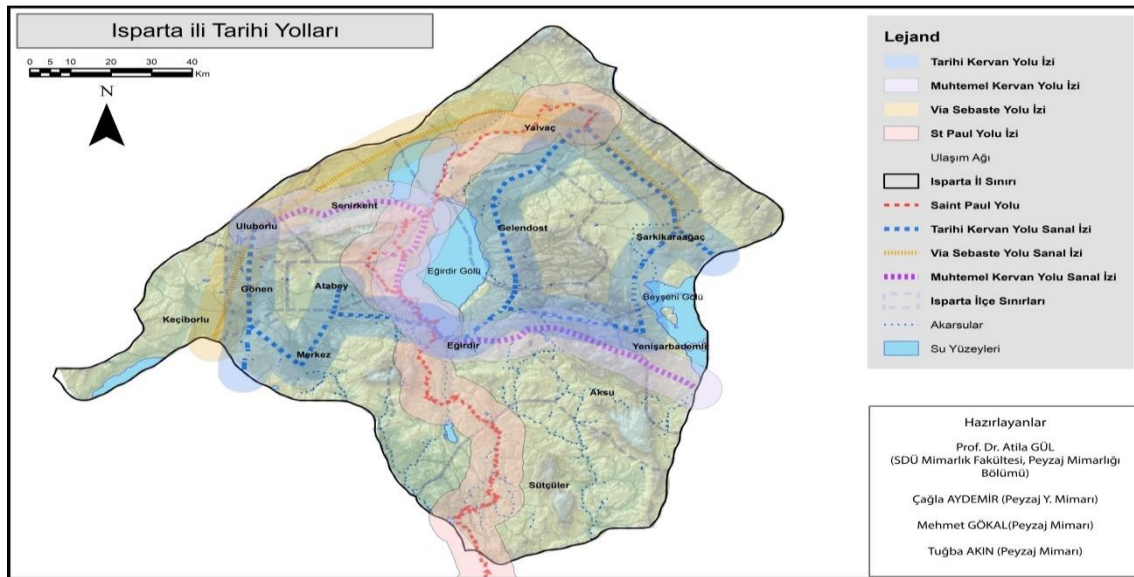 Isparta ili Tarihi Yolları
0 5 10 20 30 40
Km
N
Yalvaç
Senirkent
Uluborlu
Gelendost
Şarkikaraağaç
Eğirdir Gölü
Gönen
Atabey
Beyşehi Gölü
Keçiborlu
Eğirdir
Yenişarbademli
Merkez
Aksu
Sütçüler
Lejand
Tarihi Kervan Yolu İzi
Muhtemel Kervan Yolu İzi
Via Sebaste Yolu İzi
St Paul Yolu İzi
Ulaşım Ağı
Isparta İl Sınırı
Saint Paul Yolu
Tarihi Kervan Yolu Sanal İzi
Via Sebaste Yolu Sanal İzi
Muhtemel Kervan Yolu Sanal İzi
Isparta İlçe Sınırları
Akarsular
Su Yüzeyleri
Hazırlayanlar
Prof. Dr. Atila GÜL
(SDÜ Mimarlık Fakültesi, Peyzaj Mimarlığı
Bölümü)
Çağla AYDEMİR (Peyzaj Y. Mimarı)
Mehmet GÖKAL(Peyzaj Mimarı)
Tuğba AKIN (Peyzaj Mimarı)